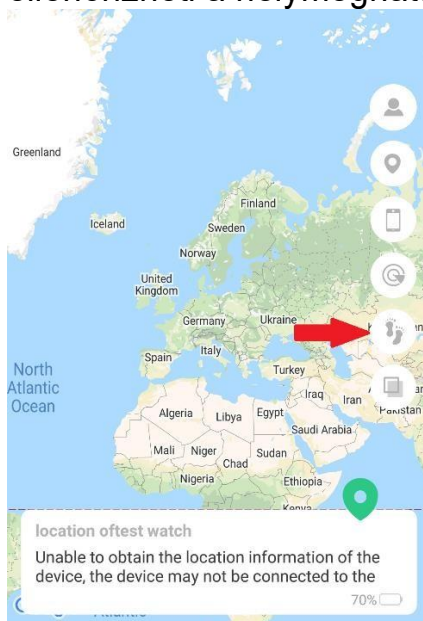 Greenland
Finland
Iceland
Sweden
Norway
United
Kingdom
Germany
Ukraine
North
Atlantic
Ocean
Spain
Italy
Turkey
Iraq
Iran
Algeria
Libya
Egypt
Pakistan
Saudi Arabia
Mali
Niger
Sudan
Chad
Nigeria
Ethiopia
Kenya
location oftest watch
Unable to obtain the location information of the
device, the device may not be connected to the
70%